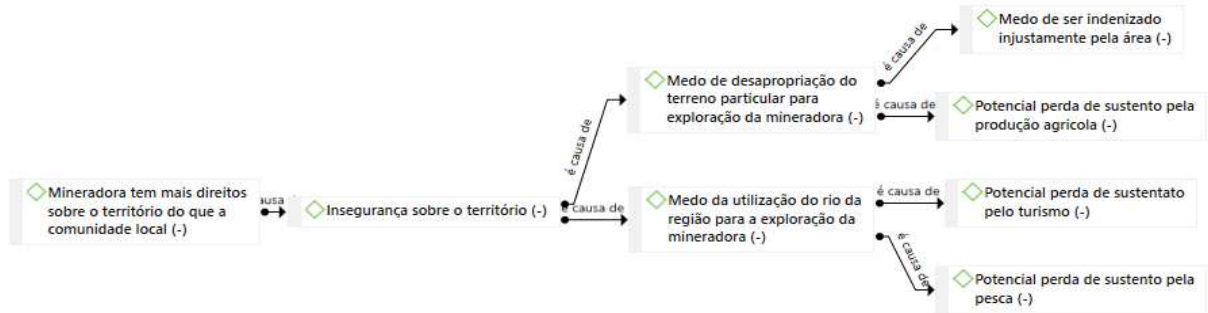 Mineradora tem mais direitos
sobre o território do que a
comunidade local (-)
ausa
Insegurança sobre o território (-)
é causa de
é causa de
Medo de desapropriação do
terreno particular para
exploração da mineradora (-)
é causa de
é causa de
Medo de ser indenizado
injustamente pela área (-)
Potencial perda de sustento pela
produção agricola (-)
Medo da utilização do rio da
região para a exploração da
mineradora (-)
é causa de
é causa de
Potencial perda de sustentato
pelo turismo (-)
Potencial perda de sustento pela
pesca (-)